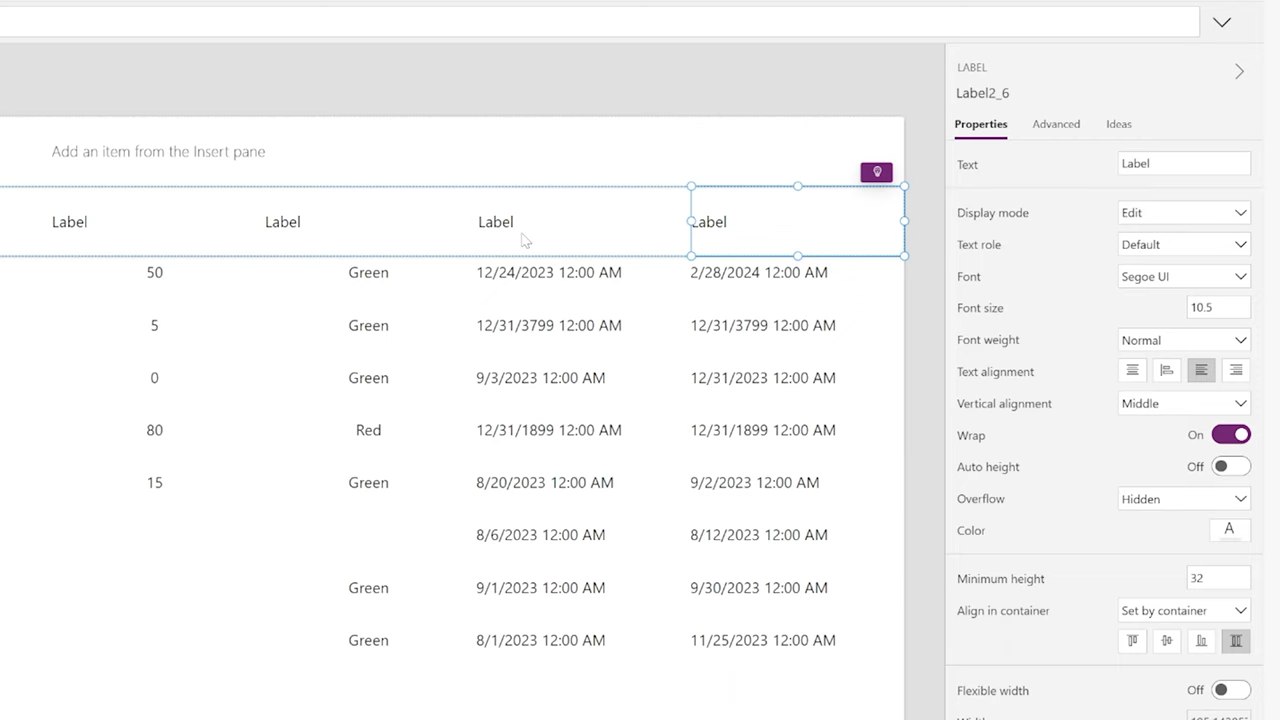 LABEL
Label2_6
Properties Advanced Ideas
Add an item from the Insert pane
Text Label
Label Label Label Label
Display mode Edit
Text role Default
50 Green 12/24/2023 12:00 AM 2/28/2024 12:00 AM
Font Segoe UI
Font size 10.5
5 Green 12/31/3799 12:00 AM 12/31/3799 12:00 AM
Font weight Normal
Text alignment
0 Green 9/3/2023 12:00 AM 12/31/2023 12:00 AM
Vertical alignment Middle
80 Red 12/31/1899 12:00 AM 12/31/1899 12:00 AM
Wrap On
Auto height Off
15 Green 8/20/2023 12:00 AM 9/2/2023 12:00 AM
Overflow Hidden
Color A
8/6/2023 12:00 AM 8/12/2023 12:00 AM
Minimum height 32
Green 9/1/2023 12:00 AM 9/30/2023 12:00 AM
Align in container Set by container
Green 8/1/2023 12:00 AM 11/25/2023 12:00 AM
Flexible width Off